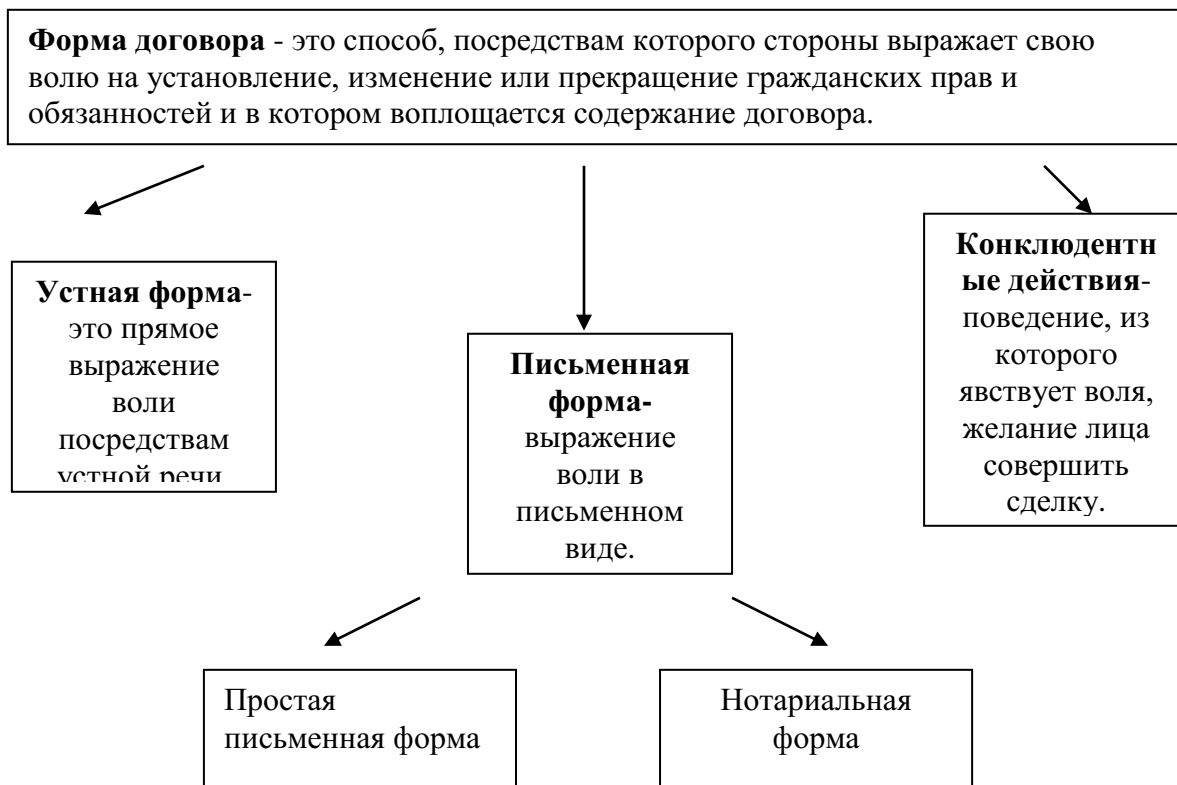 Форма договора - это способ, посредствам которого стороны выражает свою
волю на установление, изменение или прекращение гражданских прав и
обязанностей и в котором воплощается содержание договора.
Устная форма-
это прямое
выражение
воли
посредствам
устной речи
Письменная
форма-
выражение
воли в
письменном
виде.
Конклюдентн
ые действия-
поведение, из
которого
явствует воля,
желание лица
совершить
сделку.
Простая
письменная форма
Нотариальная
форма